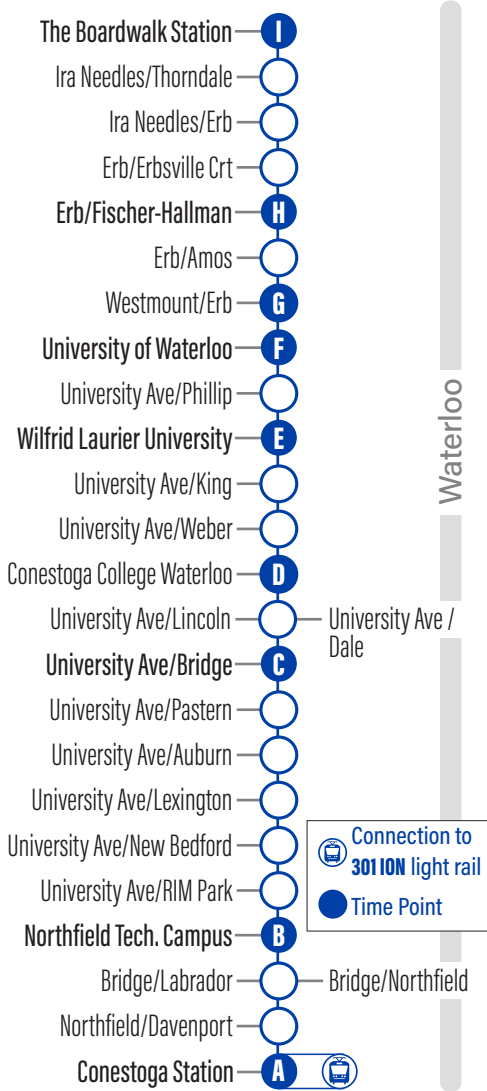 The Boardwalk Station I
Ira Needles/Thorndale
Ira Needles/Erb
Erb/Erbsville Crt
Erb/Fischer-Hallman H
Erb/Amos
Westmount/Erb G
University of Waterloo F
University Ave/Phillip
Wilfrid Laurier University E
University Ave/King
University Ave/Weber
Conestoga College Waterloo D
University Ave/Lincoln
University Ave /
Dale
University Ave/Bridge C
University Ave/Pastern
University Ave/Auburn
University Ave/Lexington
University Ave/New Bedford
University Ave/RIM Park
Northfield Tech. Campus B
Bridge/Labrador
Bridge/Northfield
Northfield/Davenport
Conestoga Station A
Waterloo
Connection to
301 ION light rail
Time Point